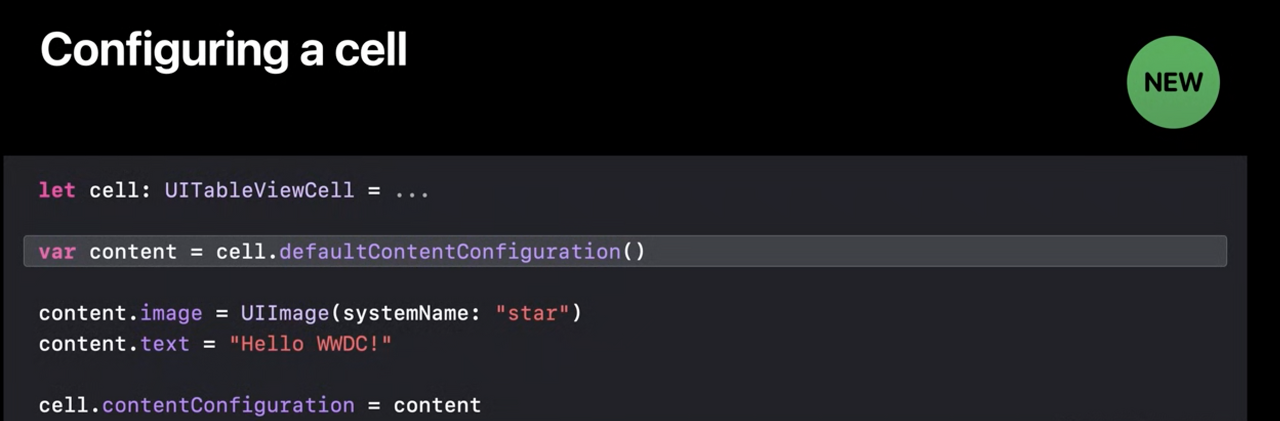 Configuring a cell
NEW
let cell: UITableViewCell = ...
var content = cell.defaultContentConfiguration()
content.image = UIImage(systemName: "star")
content.text = "Hello WWDC!"
cell.contentConfiguration = content